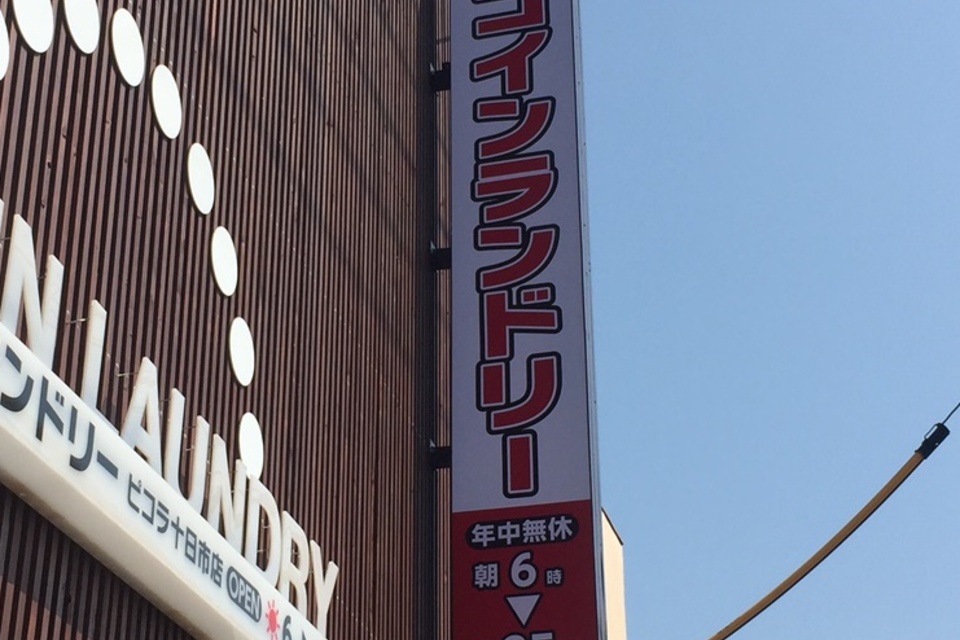 コインランドリー
年中無休
朝6時
N LAUNDRY
ンドリー ピコラ十日市店 OPEN 6